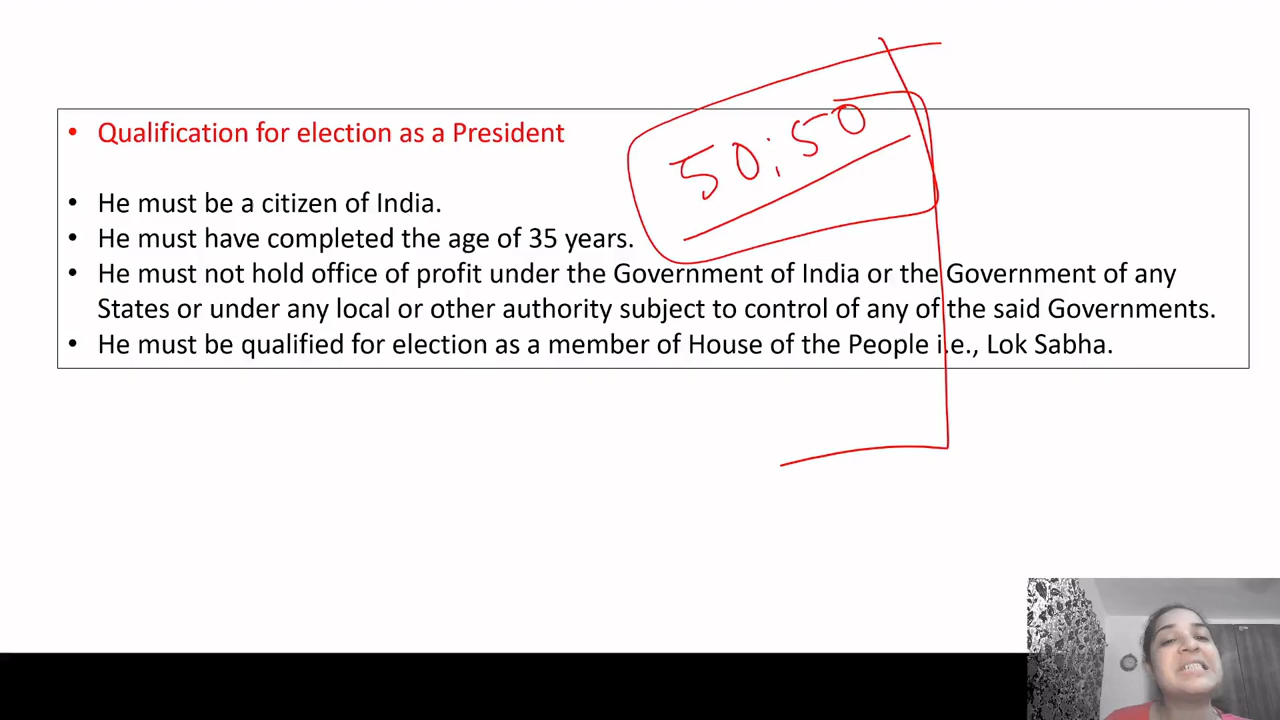 • Qualification for election as a President
50:50
• He must be a citizen of India.
• He must have completed the age of 35 years.
• He must not hold office of profit under the Government of India or the Government of any
States or under any local or other authority subject to control of any of the said Governments.
• He must be qualified for election as a member of House of the People i.e., Lok Sabha.